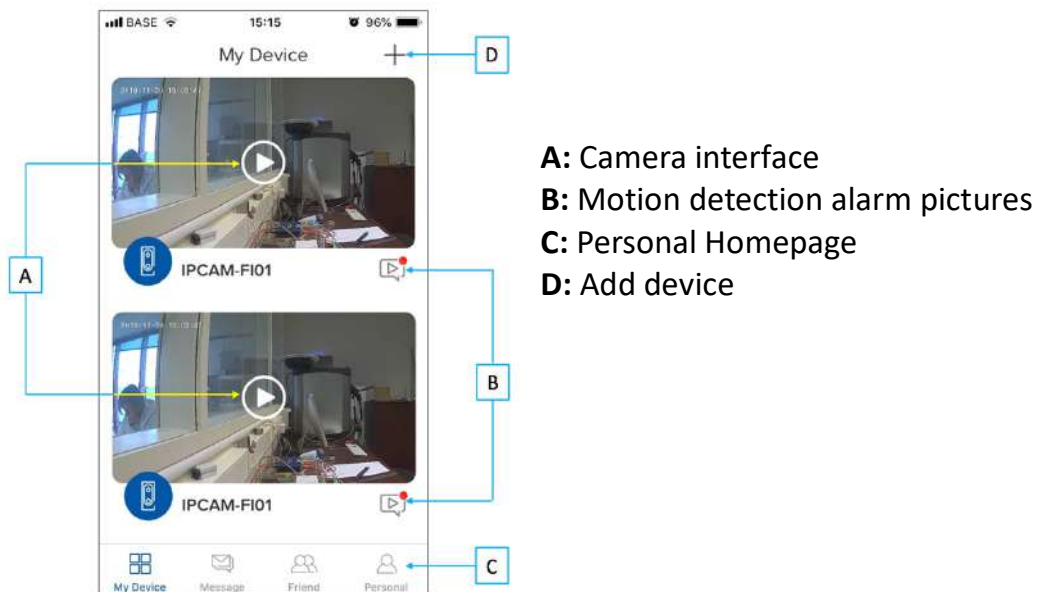 BASE 15:15 96%
My Device
D
A: Camera interface
B: Motion detection alarm pictures
C: Personal Homepage
D: Add device
A
IPCAM-FI01
B
IPCAM-FI01
C
My Device Message Friend Personal